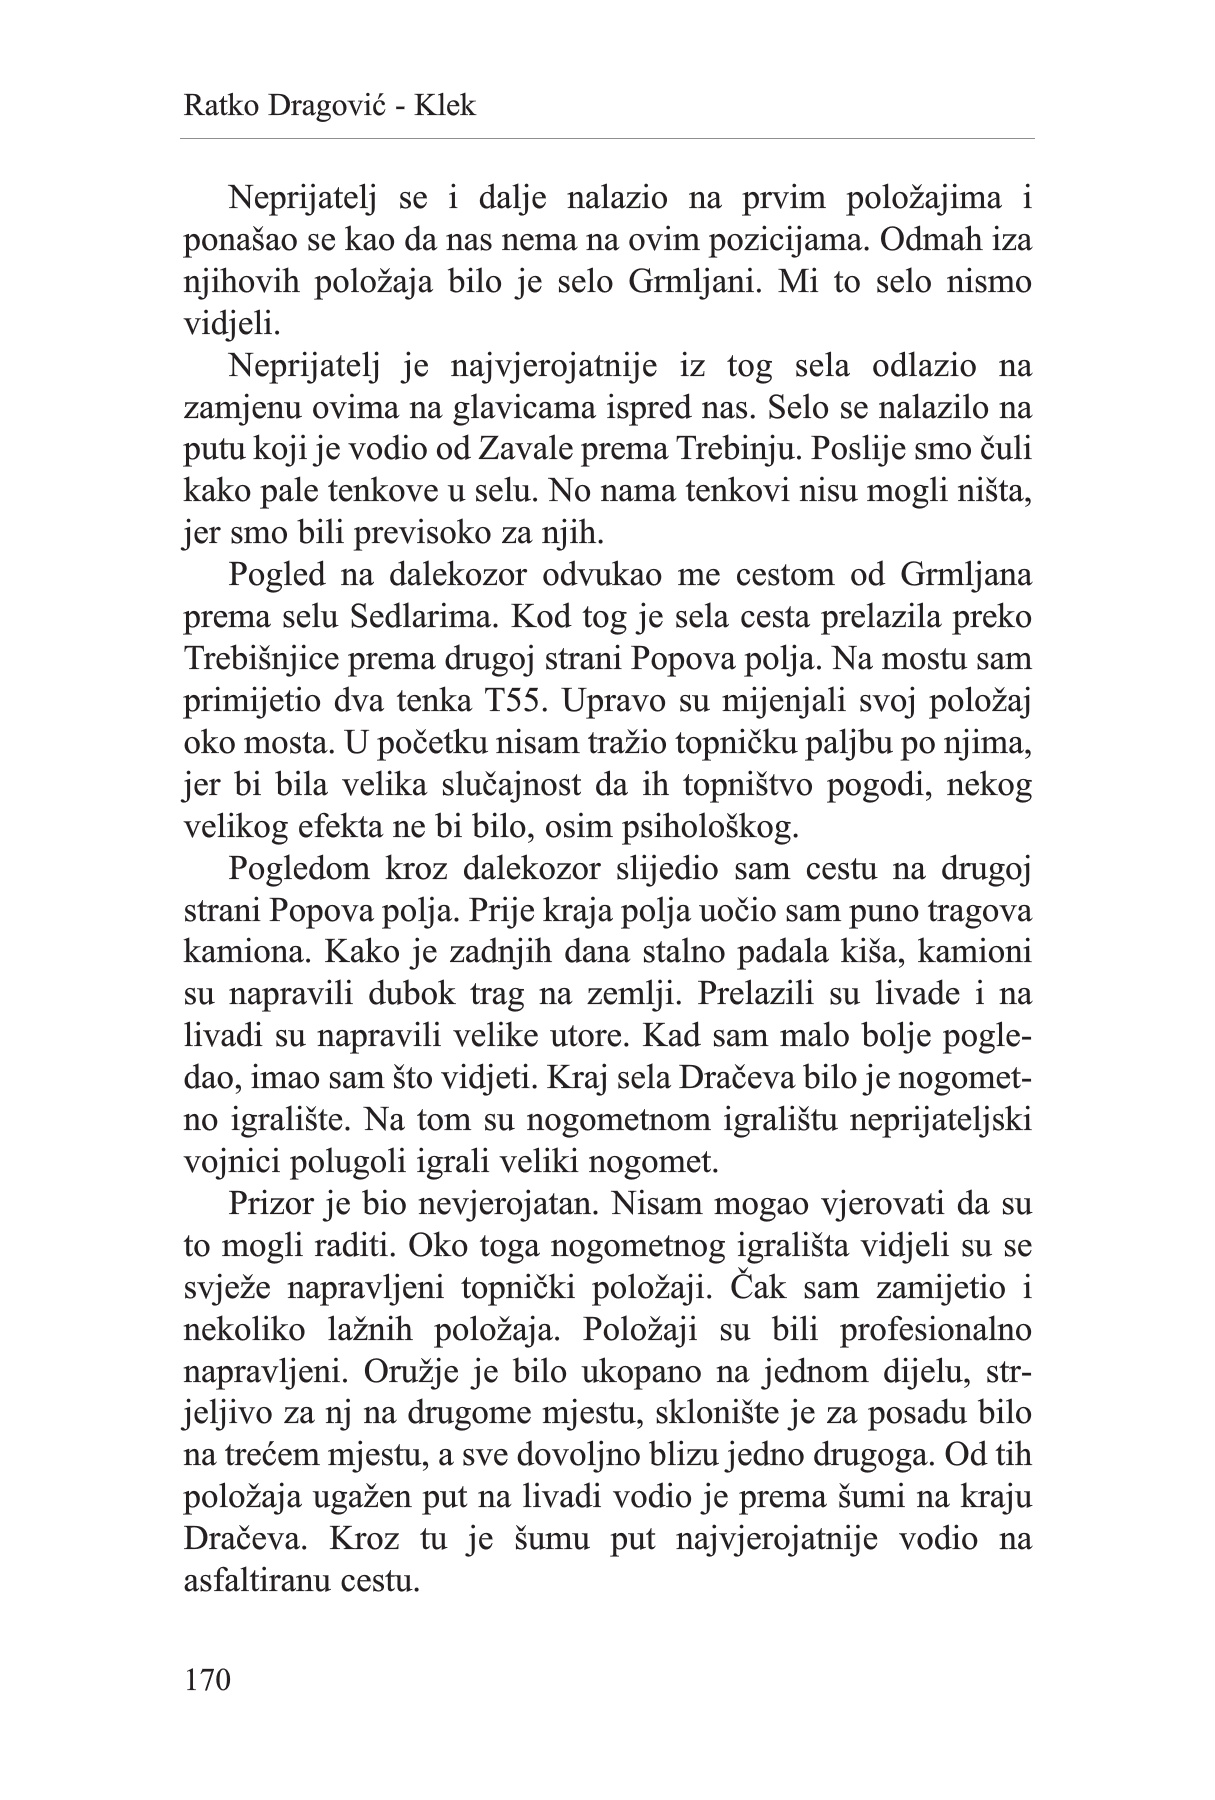 Ratko Dragović - Klek
Neprijatelj se i dalje nalazio na prvim položajima i
ponašao se kao da nas nema na ovim pozicijama. Odmah iza
njihovih položaja bilo je selo Grmljani. Mi to selo nismo
vidjeli.
Neprijatelj je najvjerojatnije iz tog sela odlazio na
zamjenu ovima na glavicama ispred nas. Selo se nalazilo na
putu koji je vodio od Zavale prema Trebinju. Poslije smo čuli
kako pale tenkove u selu. No nama tenkovi nisu mogli ništa,
jer smo bili previsoko za njih.
Pogled na dalekozor odvukao me cestom od Grmljana
prema selu Sedlarima. Kod tog je sela cesta prelazila preko
Trebišnjice prema drugoj strani Popova polja. Na mostu sam
primijetio dva tenka T55. Upravo su mijenjali svoj položaj
oko mosta. U početku nisam tražio topničku paljbu po njima,
jer bi bila velika slučajnost da ih topništvo pogodi, nekog
velikog efekta ne bi bilo, osim psihološkog.
Pogledom kroz dalekozor slijedio sam cestu na drugoj
strani Popova polja. Prije kraja polja uočio sam puno tragova
kamiona. Kako je zadnjih dana stalno padala kiša, kamioni
su napravili dubok trag na zemlji. Prelazili su livade i na
livadi su napravili velike utore. Kad sam malo bolje pogle-
dao, imao sam što vidjeti. Kraj sela Dračeva bilo je nogomet-
no igralište. Na tom su nogometnom igralištu neprijateljski
vojnici polugoli igrali veliki nogomet.
Prizor je bio nevjerojatan. Nisam mogao vjerovati da su
to mogli raditi. Oko toga nogometnog igrališta vidjeli su se
svježe napravljeni topnički položaji. Čak sam zamijetio i
nekoliko lažnih položaja. Položaji su bili profesionalno
napravljeni. Oružje je bilo ukopano na jednom dijelu, str-
jeljivo za nj na drugome mjestu, sklonište je za posadu bilo
na trećem mjestu, a sve dovoljno blizu jedno drugoga. Od tih
položaja ugažen put na livadi vodio je prema šumi na kraju
Dračeva. Kroz tu je šumu put najvjerojatnije vodio na
asfaltiranu cestu.
170